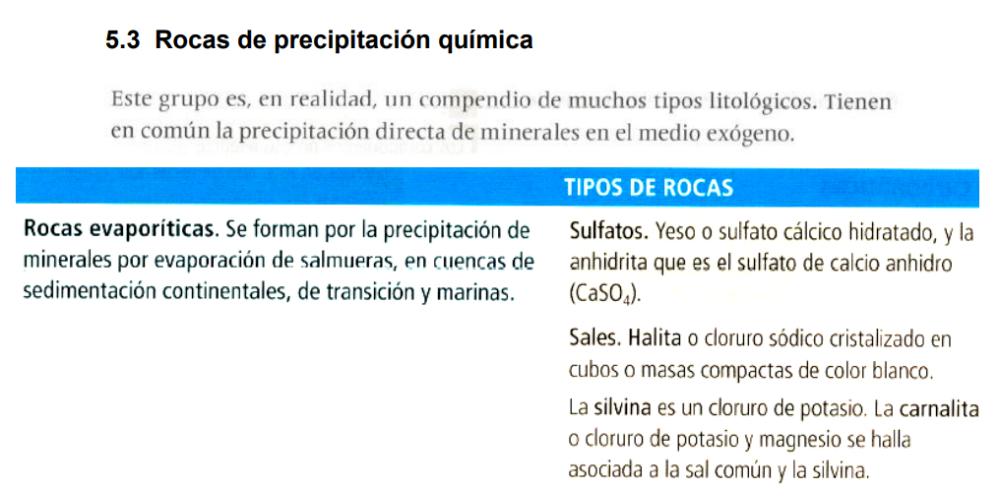 5.3 Rocas de precipitación química
Este grupo es, en realidad, un compendio de muchos tipos litológicos. Tienen
en común la precipitación directa de minerales en el medio exógeno.
TIPOS DE ROCAS
Rocas evaporíticas. Se forman por la precipitación de
minerales por evaporación de salmueras, en cuencas de
sedimentación continentales, de transición y marinas.
Sulfatos. Yeso o sulfato cálcico hidratado, y la
anhidrita que es el sulfato de calcio anhidro
(CaSO₄).
Sales. Halita o cloruro sódico cristalizado en
cubos o masas compactas de color blanco.
La silvina es un cloruro de potasio. La carnalita
o cloruro de potasio y magnesio se halla
asociada a la sal común y la silvina.